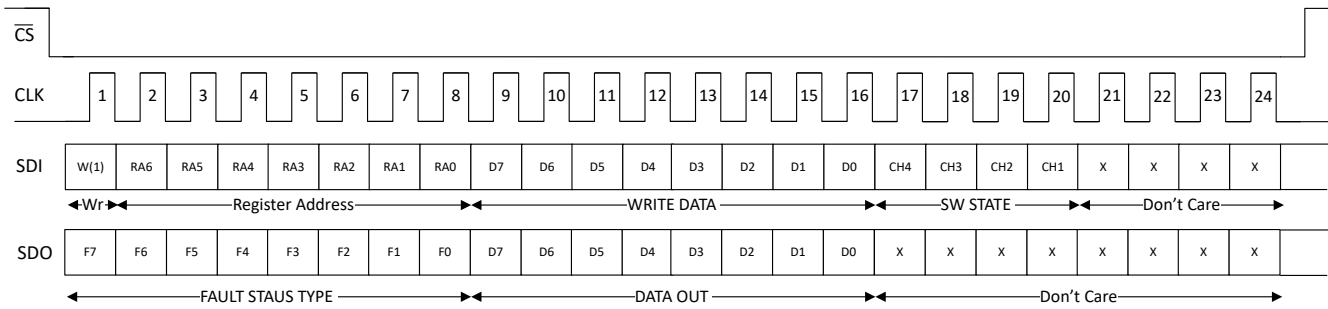 CS
CLK 1 2 3 4 5 6 7 8 9 10 11 12 13 14 15 16 17 18 19 20 21 22 23 24
SDI W(1) RA6 RA5 RA4 RA3 RA2 RA1 RA0 D7 D6 D5 D4 D3 D2 D1 D0 CH4 CH3 CH2 CH1 X X X X
Wr Register Address WRITE DATA SW STATE Don't Care
SDO F7 F6 F5 F4 F3 F2 F1 F0 D7 D6 D5 D4 D3 D2 D1 D0 X X X X X X X X
FAULT STAUS TYPE DATA OUT Don't Care